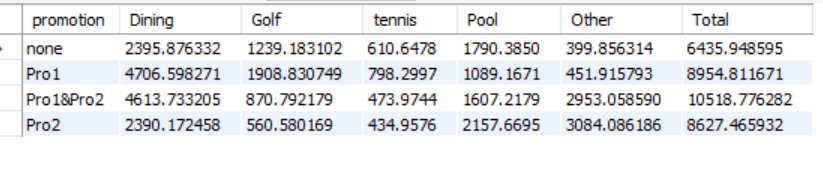 promotion Dining Golf tennis Pool Other Total
none 2395.876332 1239.183102 610.6478 1790.3850 399.856314 6435.948595
Pro1 4706.598271 1908.830749 798.2997 1089.1671 451.915793 8954.811671
Pro1&Pro2 4613.733205 870.792179 473.9744 1607.2179 2953.058590 10518.776282
Pro2 2390.172458 560.580169 434.9576 2157.6695 3084.086186 8627.465932